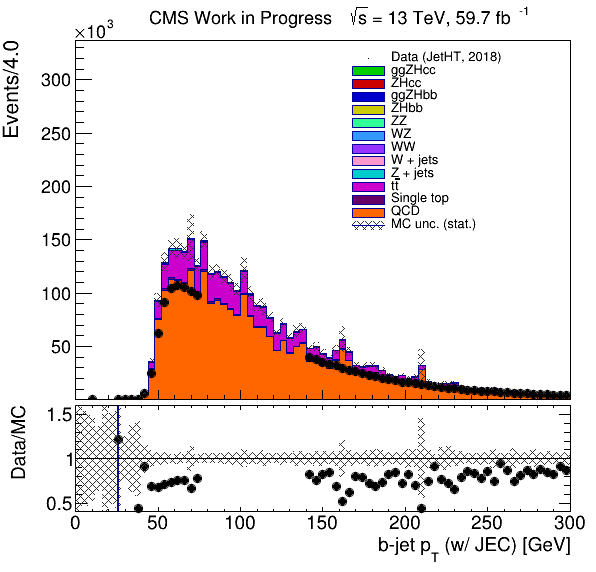 CMS Work in Progress √s = 13 TeV, 59.7 fb -1
×10³
Events/4.0
350
300
250
200
150
100
50
Data (JetHT, 2018)
ggZHcc
ZHcc
ggZHbb
ZHbb
ZZ
WZ
WW
W + jets
Z + jets
tt̄
Single top
QCD
MC unc. (stat.)
Data/MC
1.5
1
0.5
0 50 100 150 200 250 300
b-jet p_T (w/ JEC) [GeV]